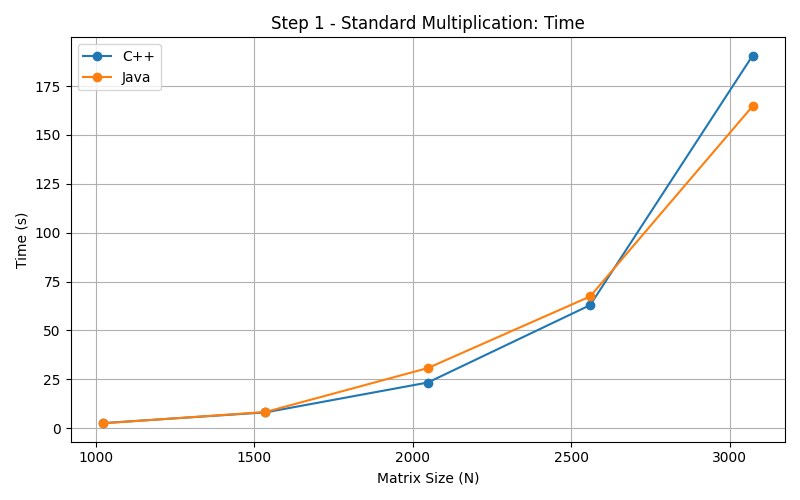 Step 1 - Standard Multiplication: Time
C++
Java
Time (s)
175
150
125
100
75
50
25
0
1000 1500 2000 2500 3000
Matrix Size (N)